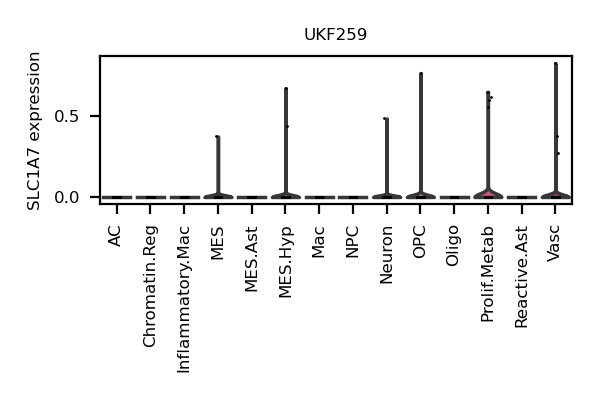 UKF259
SLC1A7 expression
0.5
0.0
AC
Chromatin.Reg
Inflammatory.Mac
MES
MES.Ast
MES.Hyp
Mac
NPC
Neuron
OPC
Oligo
Prolif.Metab
Reactive.Ast
Vasc